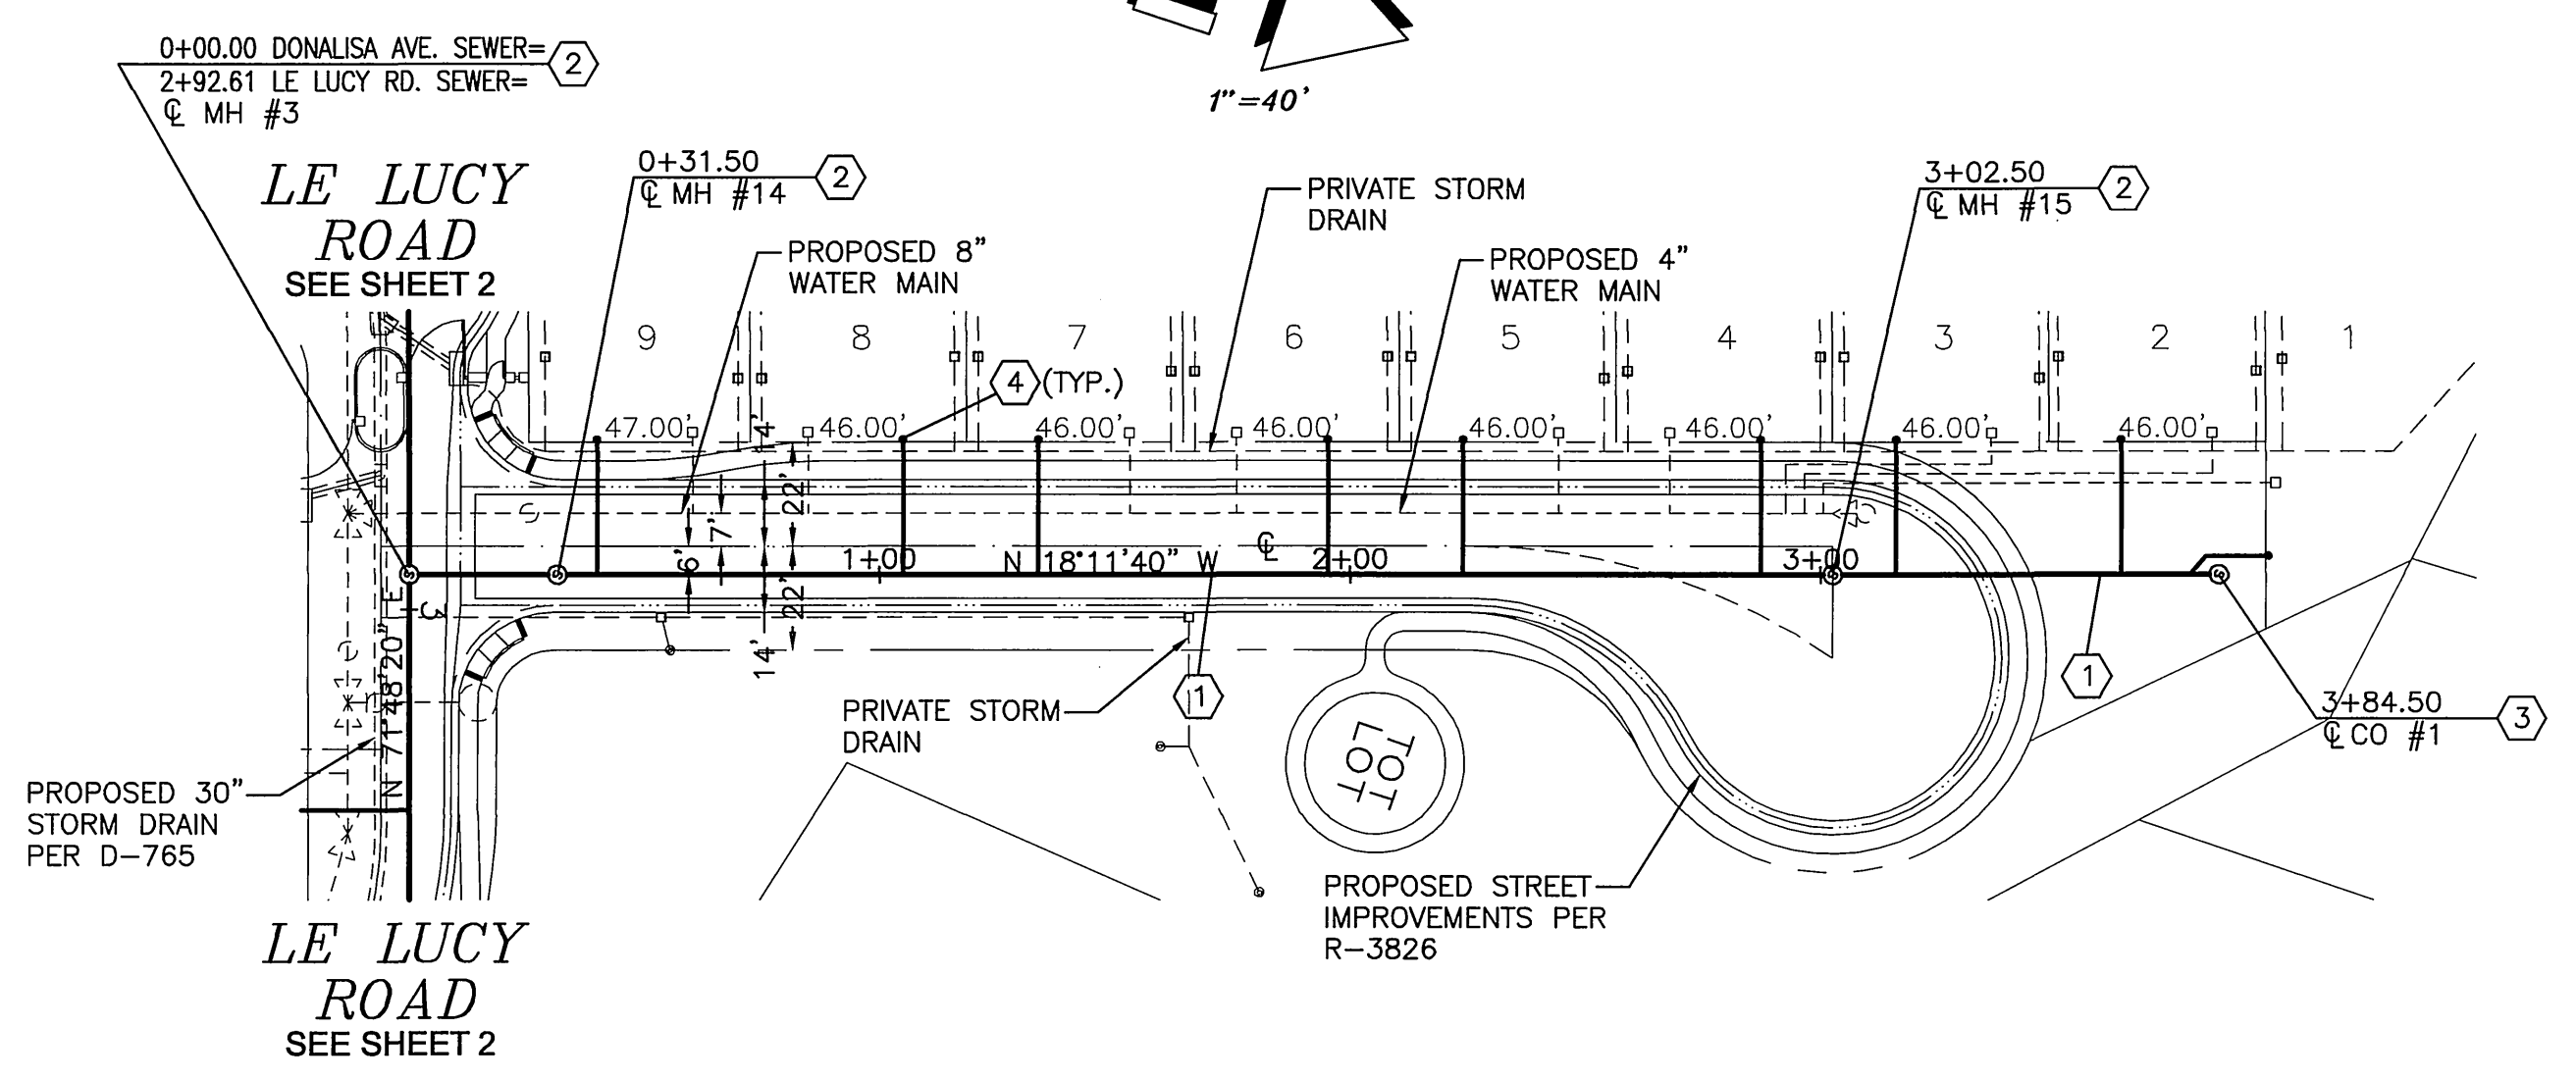 1"=40'
0+00.00 DONALISA AVE. SEWER=
2
2+92.61 LE LUCY RD. SEWER=
℄ MH #3
0+31.50
℄ MH #14
2
3+02.50
℄ MH #15
2
LE LUCY
ROAD
SEE SHEET 2
PRIVATE STORM
DRAIN
PROPOSED 8"
WATER MAIN
PROPOSED 4"
WATER MAIN
9
8
7
6
5
4
3
2
1
4 (TYP.)
47.00'
46.00'
46.00'
46.00'
46.00'
46.00'
46.00'
46.00'
14'
22'
7'
6'
22'
14'
1+00
N 18°11'40" W
℄
2+00
3+00
3
N 71°48'20" E
1
1
PRIVATE STORM
DRAIN
TOT
LOT
3+84.50
℄ CO #1
3
PROPOSED 30"
STORM DRAIN
PER D-765
PROPOSED STREET
IMPROVEMENTS PER
R-3826
LE LUCY
ROAD
SEE SHEET 2